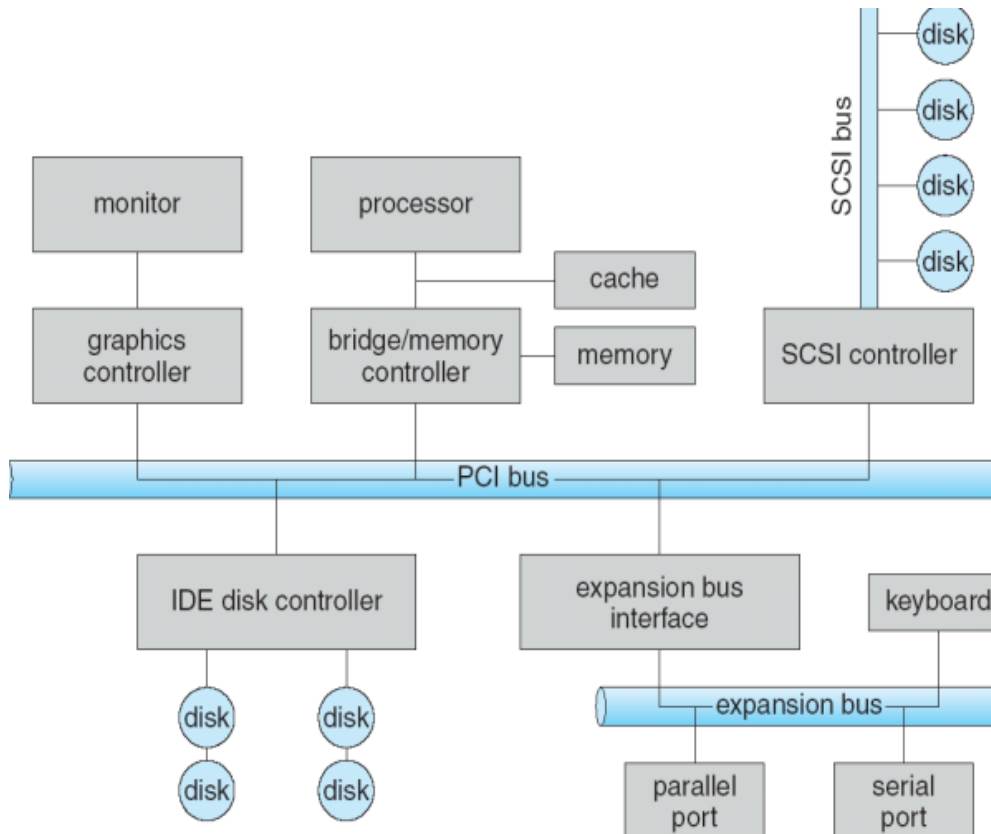 disk
disk
disk
disk
SCSI bus
monitor
processor
cache
graphics
controller
bridge/memory
controller
memory
SCSI controller
PCI bus
IDE disk controller
expansion bus
interface
keyboard
disk
disk
disk
disk
expansion bus
parallel
port
serial
port